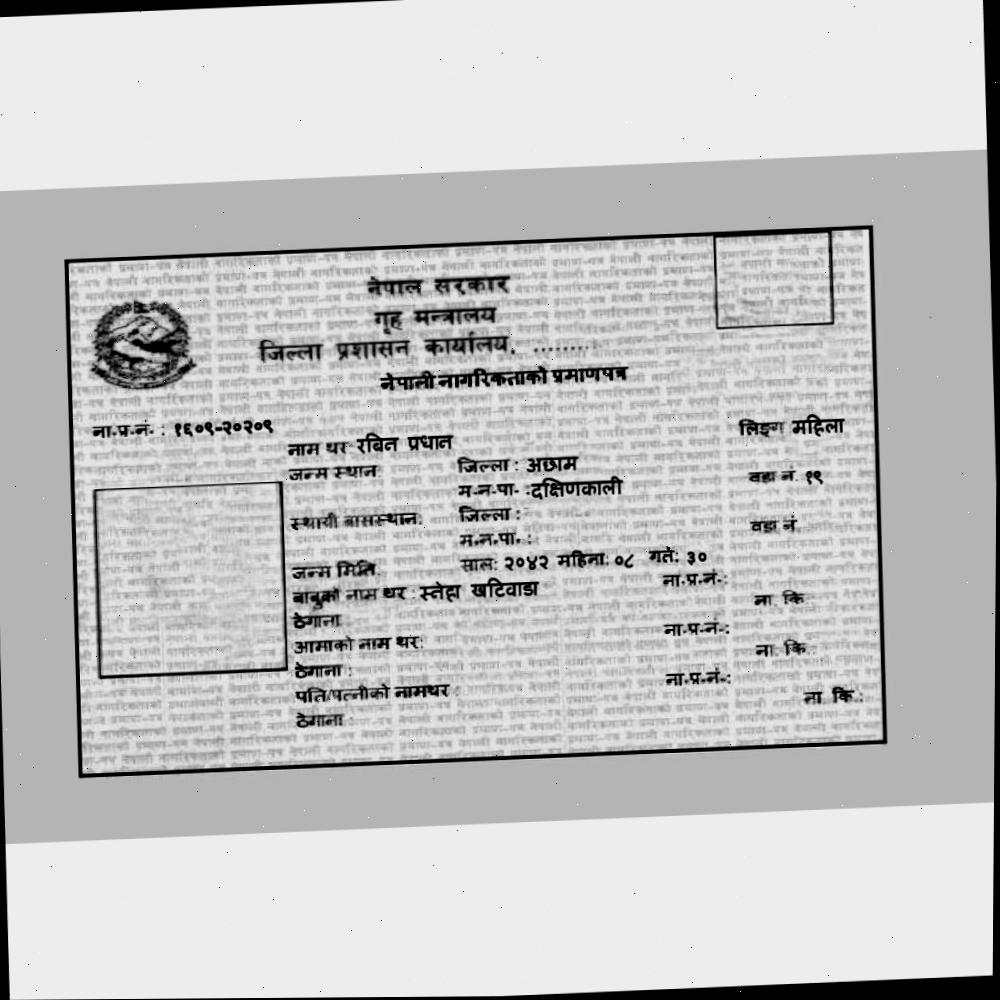 नेपाल सरकार
गृह मन्त्रालय
जिल्ला प्रशासन कार्यालय, ........
नेपाली नागरिकताको प्रमाणपत्र
ना.प्र.नं. : १६०९-२०२०९
लिङ्ग महिला
नाम थर रबिन प्रधान
जन्म स्थान: जिल्ला : अछाम
म.न.पा. : दक्षिणकाली वडा नं. १९
स्थायी बासस्थान: जिल्ला :
म.न.पा. : वडा नं.
जन्म मिति: साल: २०४२ महिना: ०८ गते: ३०
बाबुको नाम थर : स्नेहा खटिवाडा ना.प्र.नं.:
ठेगाना ना. कि.
आमाको नाम थर: ना.प्र.नं.:
ठेगाना : ना. कि.:
पति/पत्नीको नामथर : ना.प्र.नं.:
ठेगाना : ना. कि.: